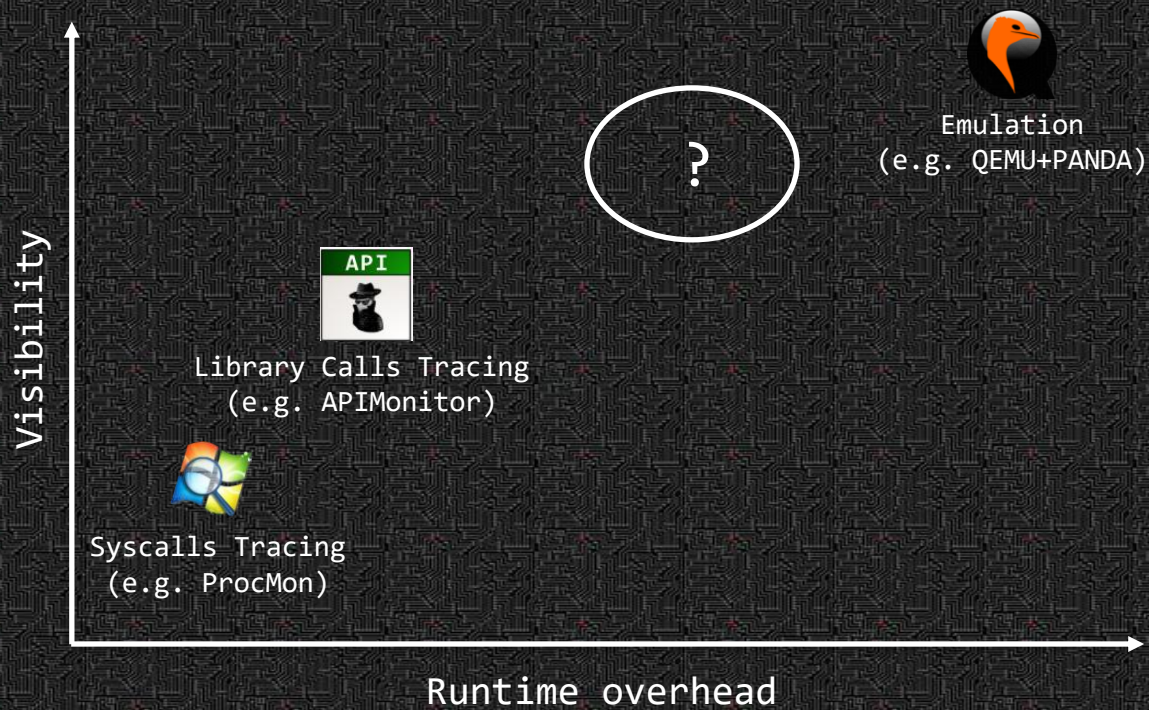 Emulation
(e.g. QEMU+PANDA)
?
API
Library Calls Tracing
(e.g. APIMonitor)
Syscalls Tracing
(e.g. ProcMon)
Visibility
Runtime overhead